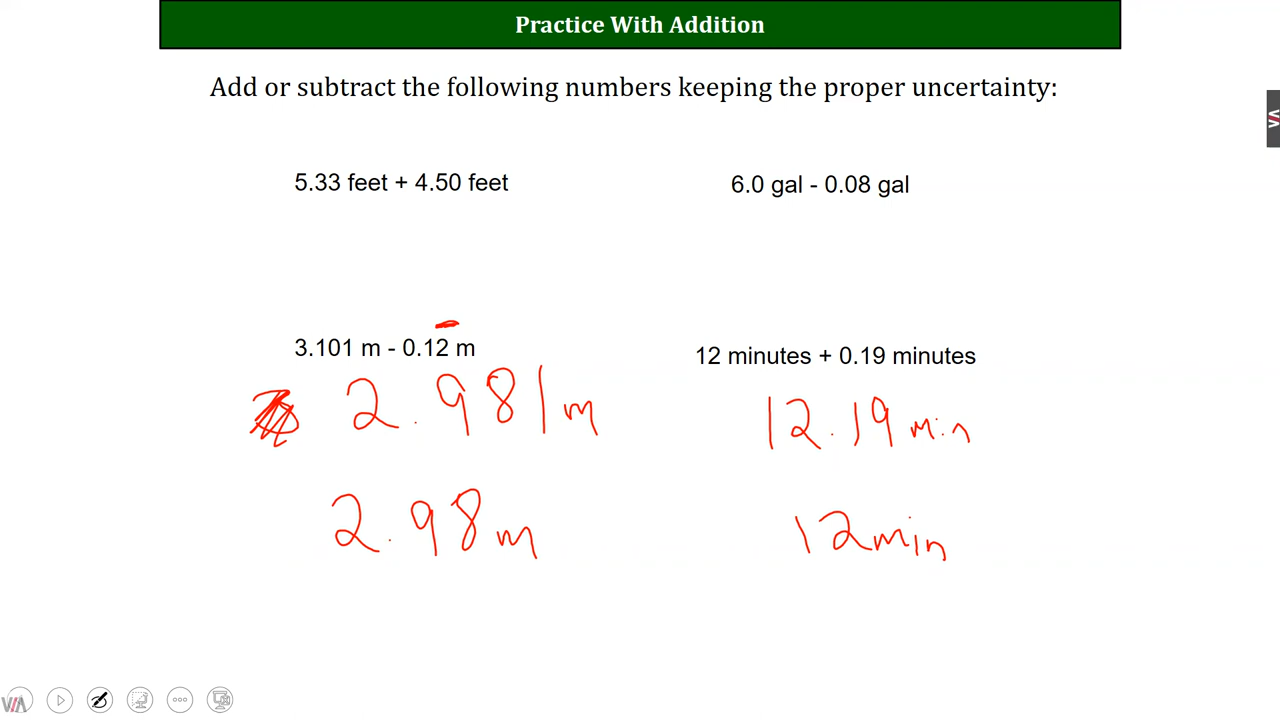 Practice With Addition
Add or subtract the following numbers keeping the proper uncertainty:
5.33 feet + 4.50 feet
6.0 gal - 0.08 gal
3.101 m - 0.12 m
12 minutes + 0.19 minutes
2.981 m
12.19 min
2.98 m
12 min